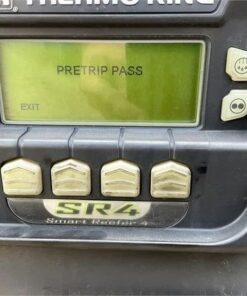 THERMO KING
PRETRIP PASS
EXIT
SR4
Smart Reefer 4